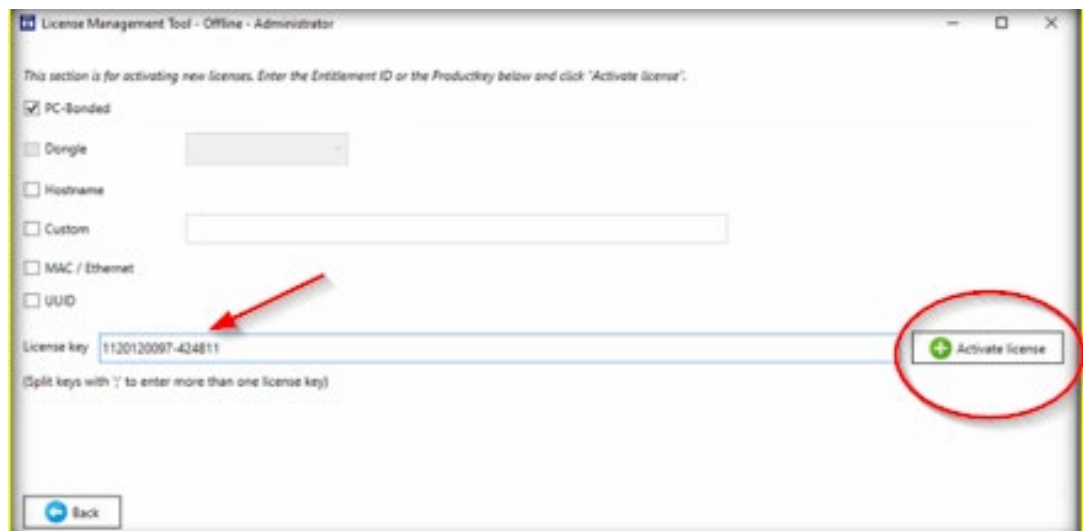 License Management Tool - Offline - Administrator
This section is for activating new licenses. Enter the Entitlement ID or the Productkey below and click 'Activate license'.
PC-Bonded
Dongle
Hostname
Custom
MAC / Ethernet
UUID
License key 1120120097-424811 Activate license
(Split keys with ';' to enter more than one license key)
Back